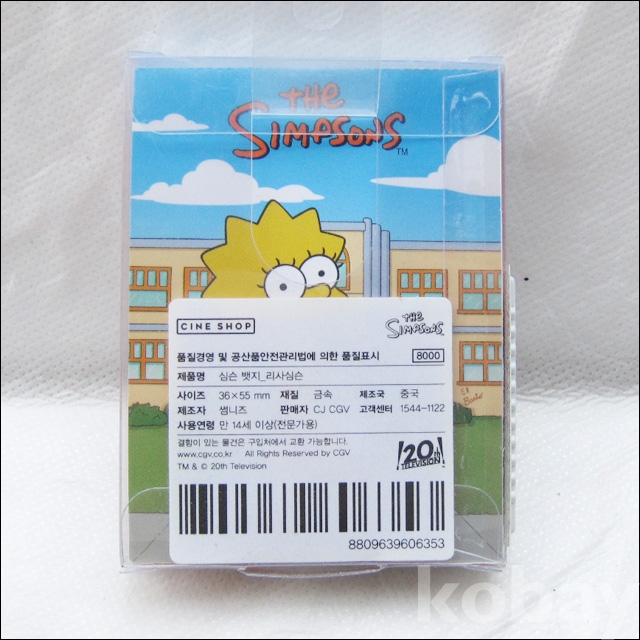 THE
SIMPSONS
TM
CINE SHOP
THE
SIMPSONS
품질경영 및 공산품안전관리법에 의한 품질표시 8000
제품명 심슨 뱃지_리사심슨
사이즈 36×55 mm 재질 금속 제조국 중국
제조자 쌤니즈 판매자 CJ CGV 고객센터 1544-1122
사용연령 만 14세 이상(전문가용)
결함이 있는 물건은 구입처에서 교환 가능합니다.
www.cgv.co.kr All Rights Reserved by CGV
TM & © 20th Television
20th
TELEVISION
8809639606353
kobay